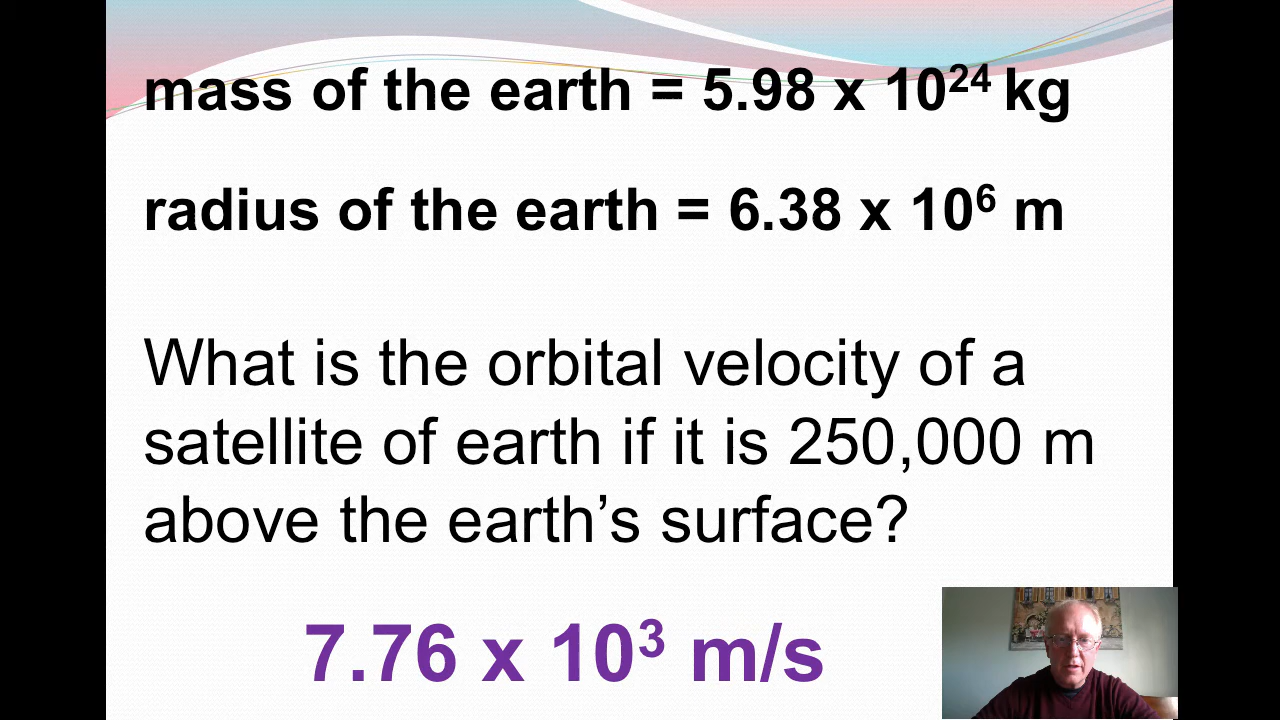 mass of the earth = 5.98 x 10²⁴ kg
radius of the earth = 6.38 x 10⁶ m
What is the orbital velocity of a
satellite of earth if it is 250,000 m
above the earth’s surface?
7.76 x 10³ m/s